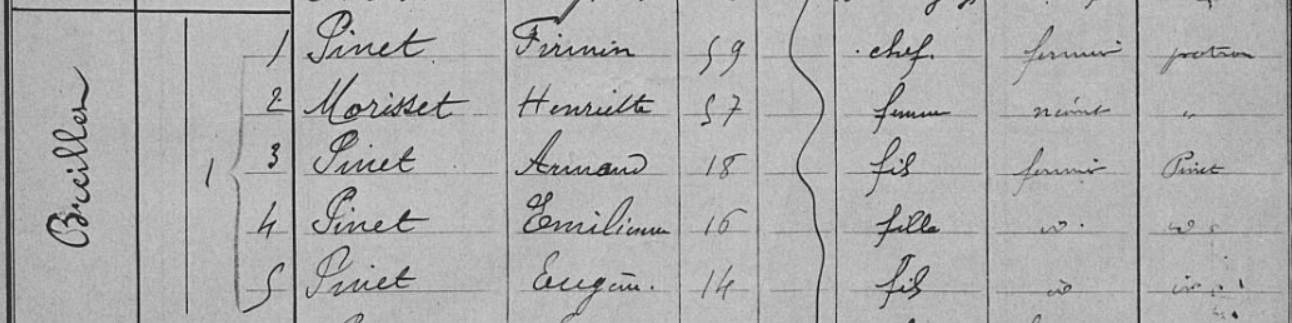 1 Pinet Firmin 59 chef. fermier patron
2 Morisset Henriette 57 femme néant "
3 Pinet Armand 18 fils fermier Pinet
1
4 Pinet Emilienne 16 fille id. id.
5 Pinet Eugène. 14 fils id id